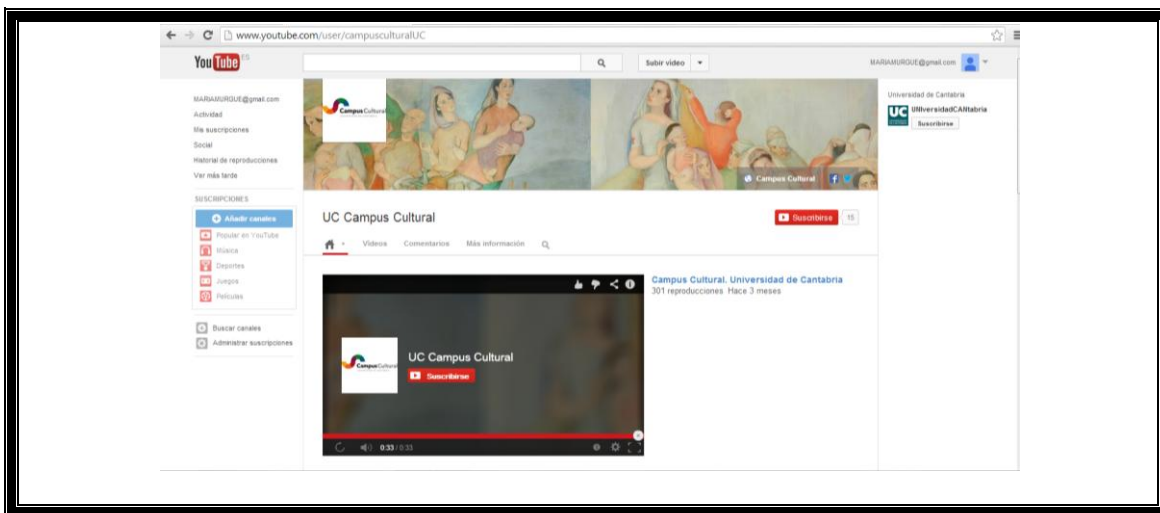 www.youtube.com/user/campusculturalUC
You Tube ES
Subir vídeo
MARIAMURGUE@gmail.com
MARIAMURGUE@gmail.com
Actividad
Mis suscripciones
Social
Historial de reproducciones
Ver más tarde
SUSCRIPCIONES
Añadir canales
Popular en YouTube
Música
Deportes
Juegos
Películas
Buscar canales
Administrar suscripciones
Campus Cultural
Campus Cultural
UC Campus Cultural
Suscribirse 15
Vídeos Comentarios Más información
UC Campus Cultural
Campus Cultural
Suscribirse
0:33 / 0:33
Campus Cultural. Universidad de Cantabria
301 reproducciones Hace 3 meses
Universidad de Cantabria
UC
UNIversidadCANtabria
Suscribirse